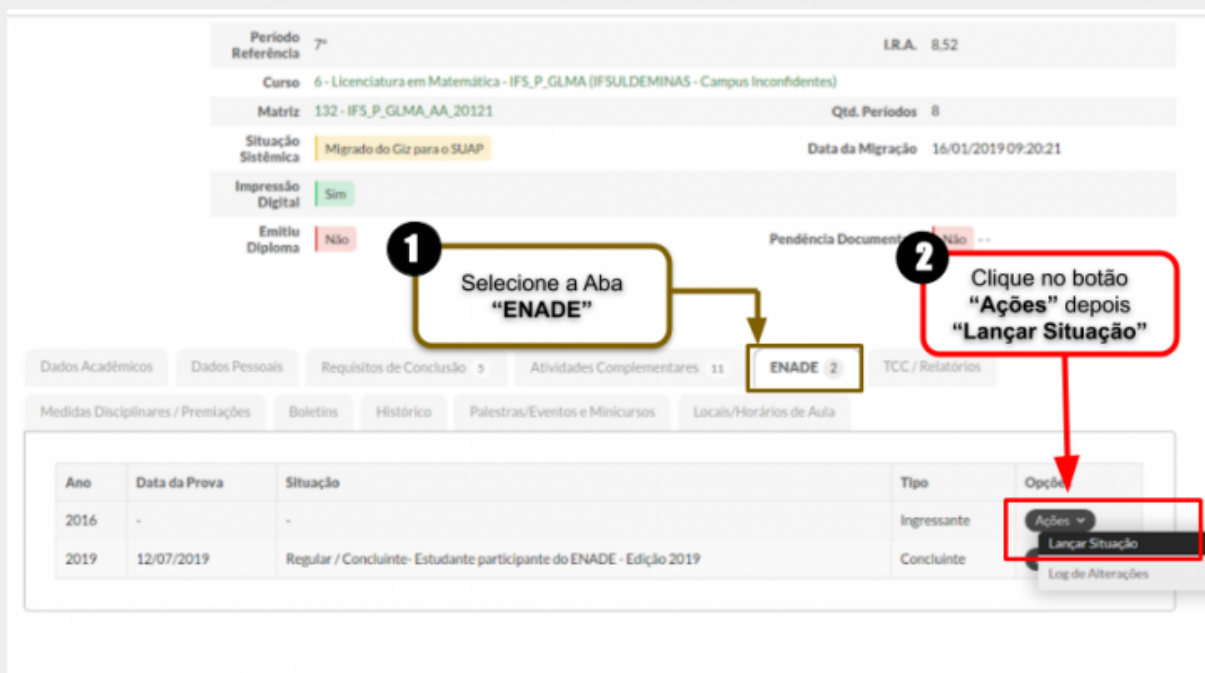 Período Referência 7º I.R.A. 8,52
Curso 6 - Licenciatura em Matemática - IFS_P_GLMA (IFSULDEMINAS - Campus Inconfidentes)
Matriz 132 - IFS_P_GLMA_AA_20121 Qtd. Períodos 8
Situação Sistêmica Migrado do Giz para o SUAP Data da Migração 16/01/2019 09:20:21
Impressão Digital Sim
Emitiu Diploma Não Pendência Document Não - -
1
Selecione a Aba
“ENADE”
2
Clique no botão
“Ações” depois
“Lançar Situação”
Dados Acadêmicos Dados Pessoais Requisitos de Conclusão 5 Atividades Complementares 11 ENADE 2 TCC / Relatórios
Medidas Disciplinares / Premiações Boletins Histórico Palestras/Eventos e Minicursos Locais/Horários de Aula
Ano Data da Prova Situação Tipo Opçõe
2016 - - Ingressante Ações
Lançar Situação
2019 12/07/2019 Regular / Concluinte- Estudante participante do ENADE - Edição 2019 Concluinte
Log de Alterações